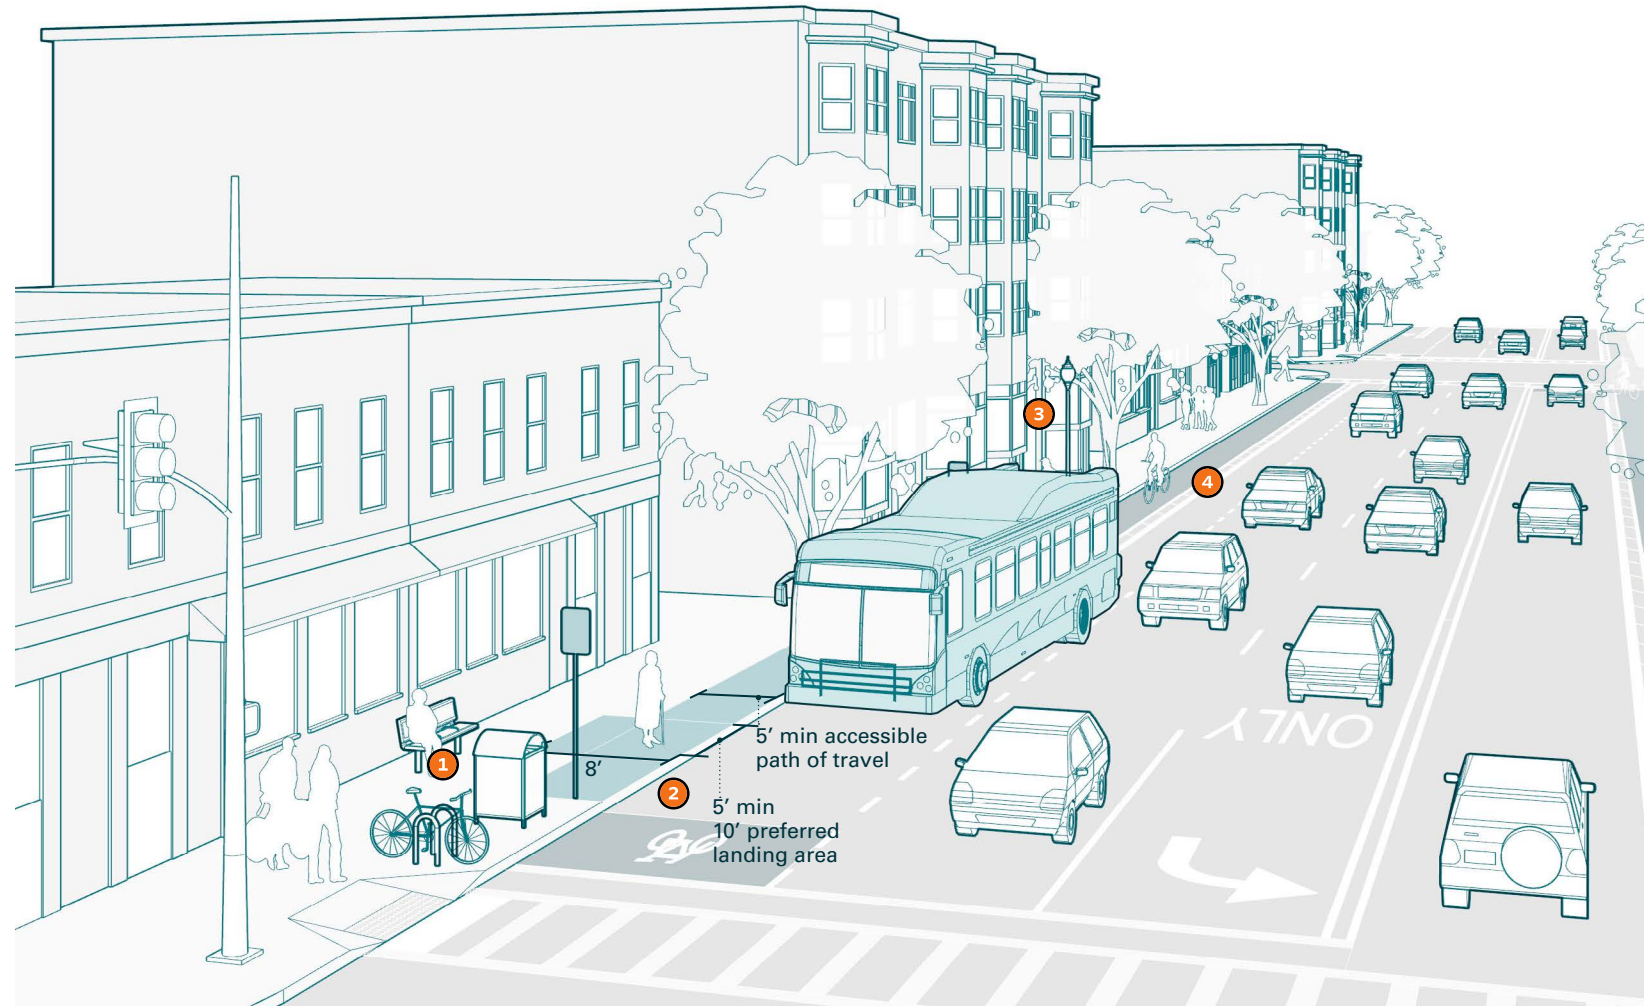 3
4
ONLY
1
8’
2
5’ min accessible
path of travel
5’ min
10’ preferred
landing area